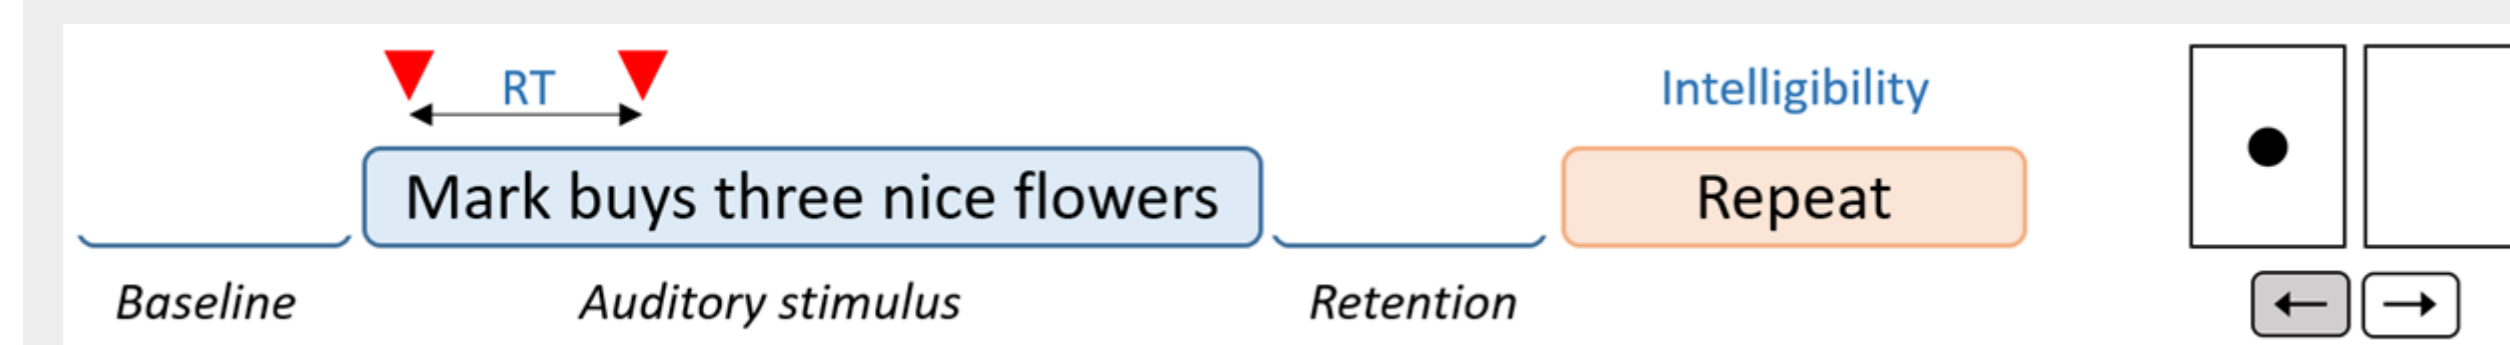 RT
Intelligibility
Mark buys three nice flowers
Repeat
Baseline
Auditory stimulus
Retention